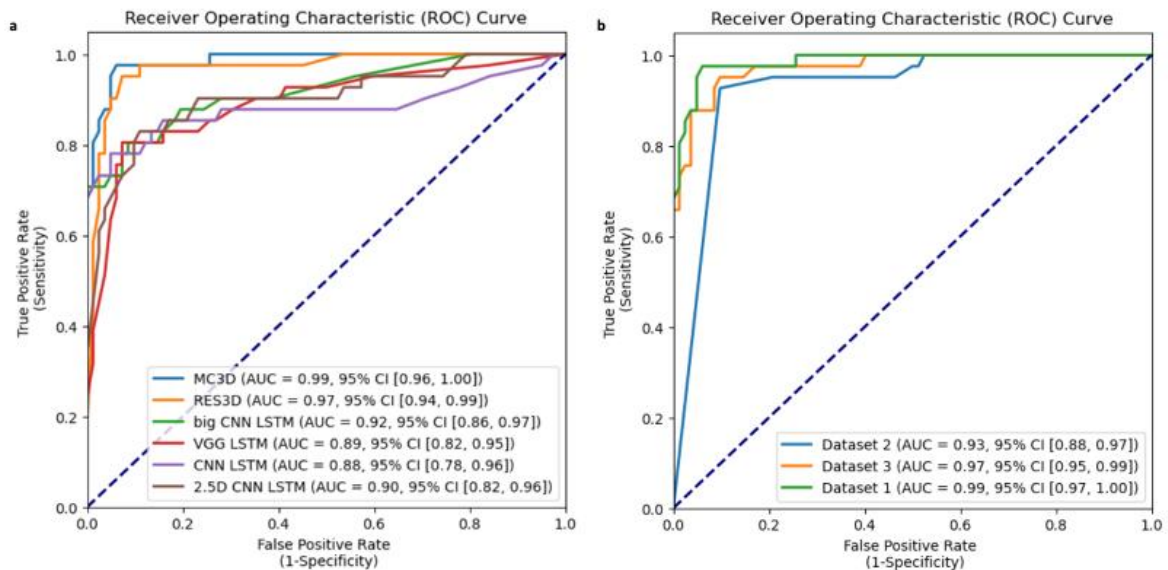 a
Receiver Operating Characteristic (ROC) Curve
True Positive Rate
(Sensitivity)
1.0
0.8
0.6
0.4
0.2
0.0
MC3D (AUC = 0.99, 95% CI [0.96, 1.00])
RES3D (AUC = 0.97, 95% CI [0.94, 0.99])
big CNN LSTM (AUC = 0.92, 95% CI [0.86, 0.97])
VGG LSTM (AUC = 0.89, 95% CI [0.82, 0.95])
CNN LSTM (AUC = 0.88, 95% CI [0.78, 0.96])
2.5D CNN LSTM (AUC = 0.90, 95% CI [0.82, 0.96])
0.0 0.2 0.4 0.6 0.8 1.0
False Positive Rate
(1-Specificity)
b
Receiver Operating Characteristic (ROC) Curve
True Positive Rate
(Sensitivity)
1.0
0.8
0.6
0.4
0.2
0.0
Dataset 2 (AUC = 0.93, 95% CI [0.88, 0.97])
Dataset 3 (AUC = 0.97, 95% CI [0.95, 0.99])
Dataset 1 (AUC = 0.99, 95% CI [0.97, 1.00])
0.0 0.2 0.4 0.6 0.8 1.0
False Positive Rate
(1-Specificity)